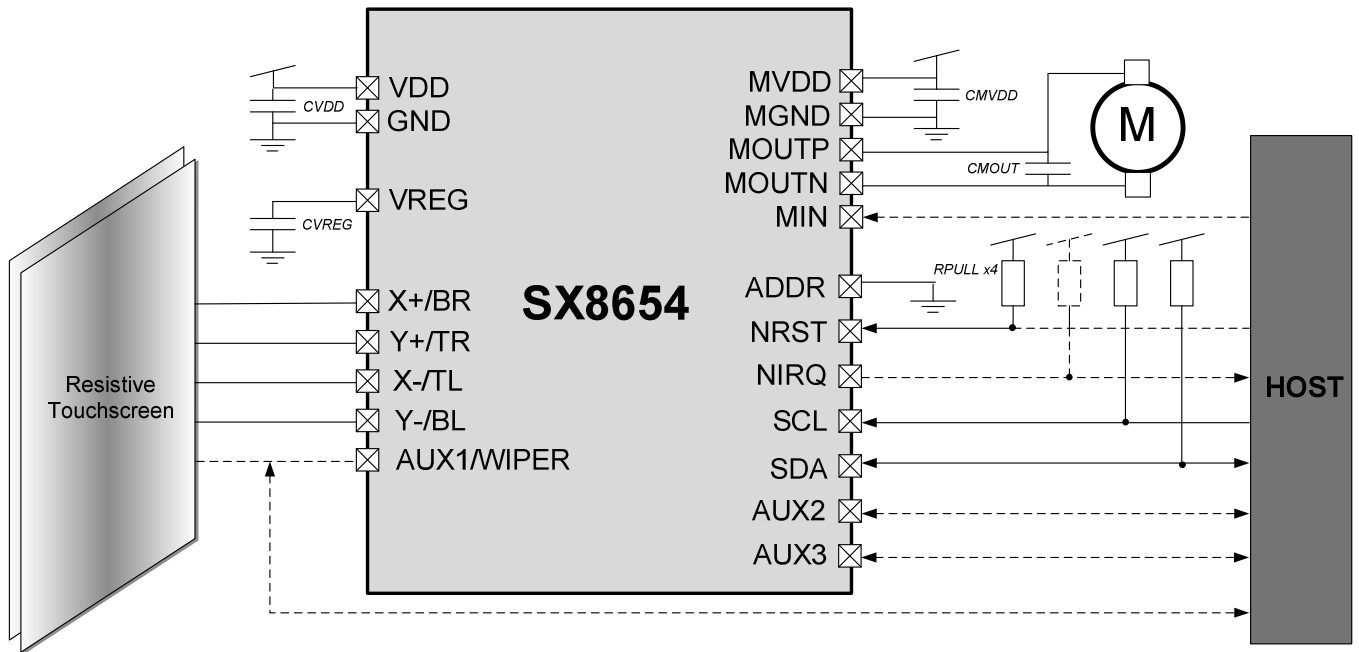 VDD
CVDD
GND
VREG
CVREG
X+/BR
Y+/TR
X-/TL
Y-/BL
AUX1/WIPER
Resistive
Touchscreen
SX8654
MVDD
CMVDD
MGND
MOUTP
CMOUT
MOUTN
MIN
M
ADDR
RPULL x4
NRST
NIRQ
SCL
SDA
AUX2
AUX3
HOST